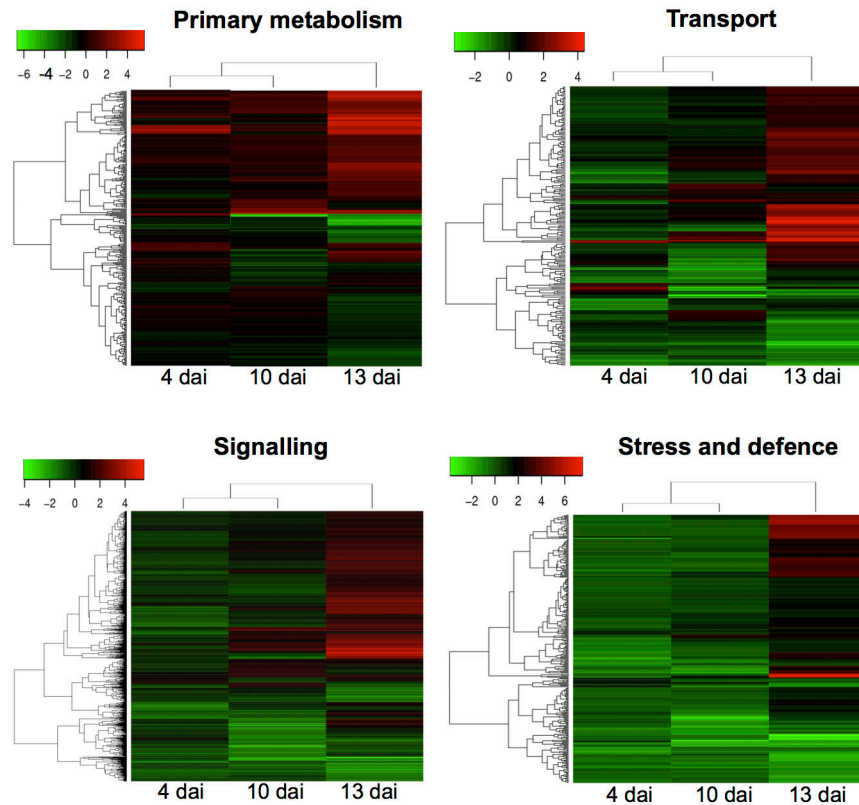 Primary metabolism
−6 −4 −2 0 2 4
4 dai 10 dai 13 dai
Transport
−2 0 2 4
4 dai 10 dai 13 dai
Signalling
−4 −2 0 2 4
4 dai 10 dai 13 dai
Stress and defence
−2 0 2 4 6
4 dai 10 dai 13 dai